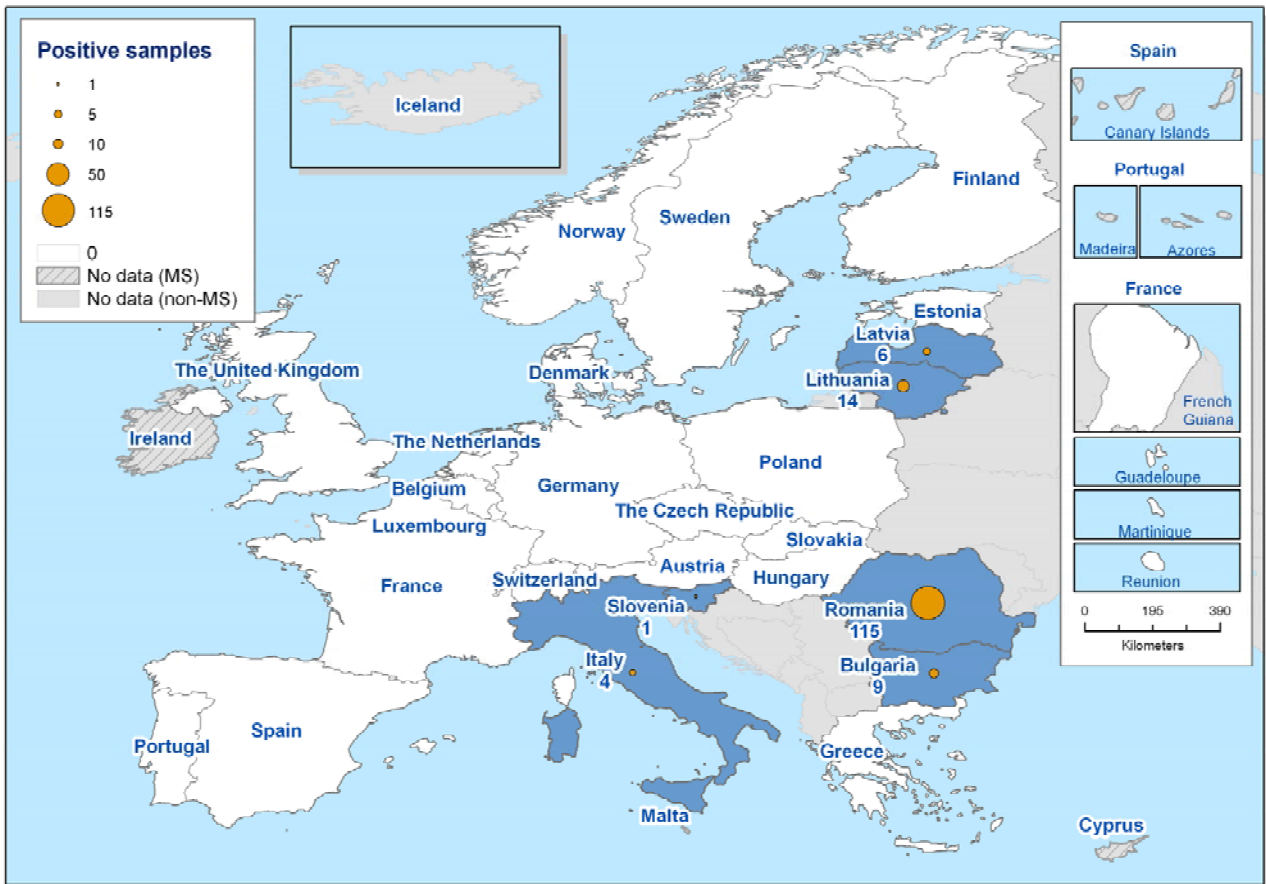 Positive samples
1
5
10
50
115
0
No data (MS)
No data (non-MS)
Iceland
Spain
Canary Islands
Portugal
Madeira
Azores
France
French
Guiana
Guadeloupe
Martinique
Reunion
0 195 390
Kilometers
Finland
Sweden
Norway
Estonia
Latvia
6
Lithuania
14
The United Kingdom
Denmark
Ireland
The Netherlands
Poland
Belgium
Germany
The Czech Republic
Luxembourg
Slovakia
Austria
Hungary
Switzerland
France
Slovenia
1
Romania
115
Italy
4
Bulgaria
9
Spain
Portugal
Greece
Malta
Cyprus